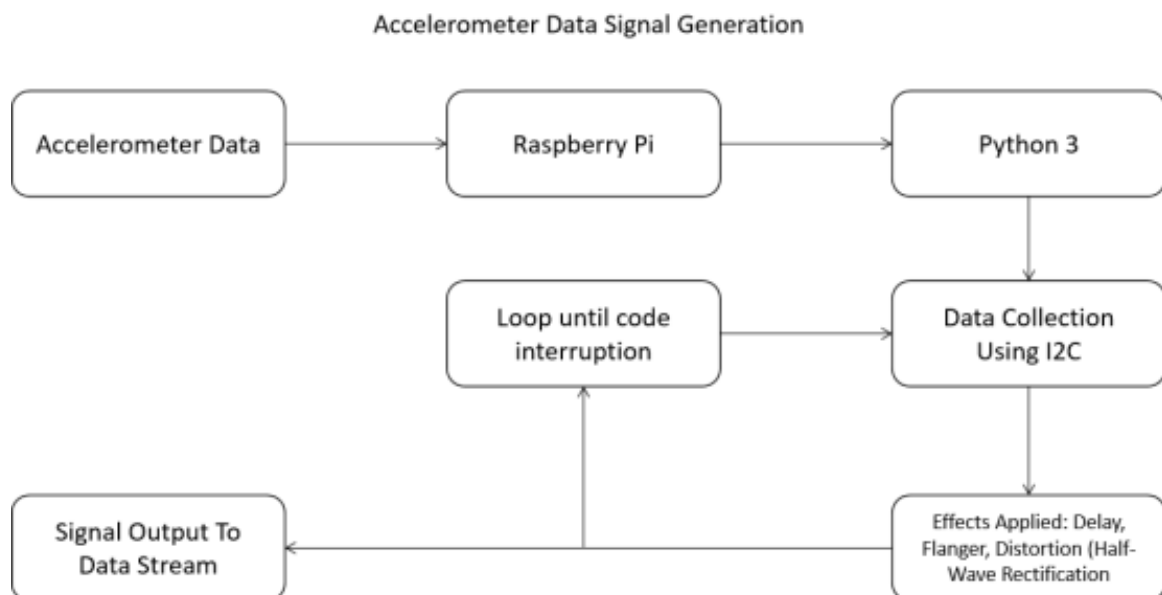 Accelerometer Data Signal Generation
Accelerometer Data
Raspberry Pi
Python 3
Loop until code
interruption
Data Collection
Using I2C
Signal Output To
Data Stream
Effects Applied: Delay,
Flanger, Distortion (Half-
Wave Rectification